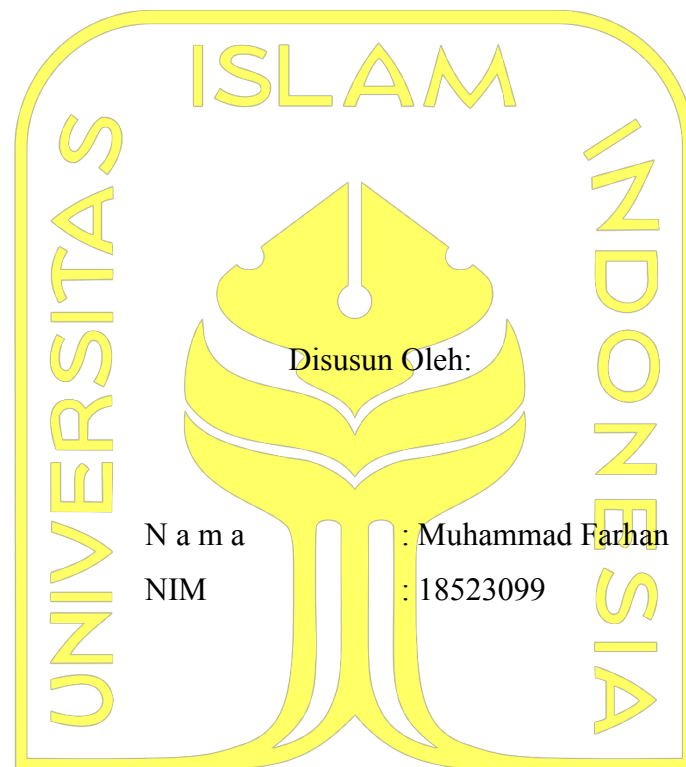 ISLAM
UNIVERSITAS
INDONESIA
Disusun Oleh:
N a m a : Muhammad Farhan
NIM : 18523099